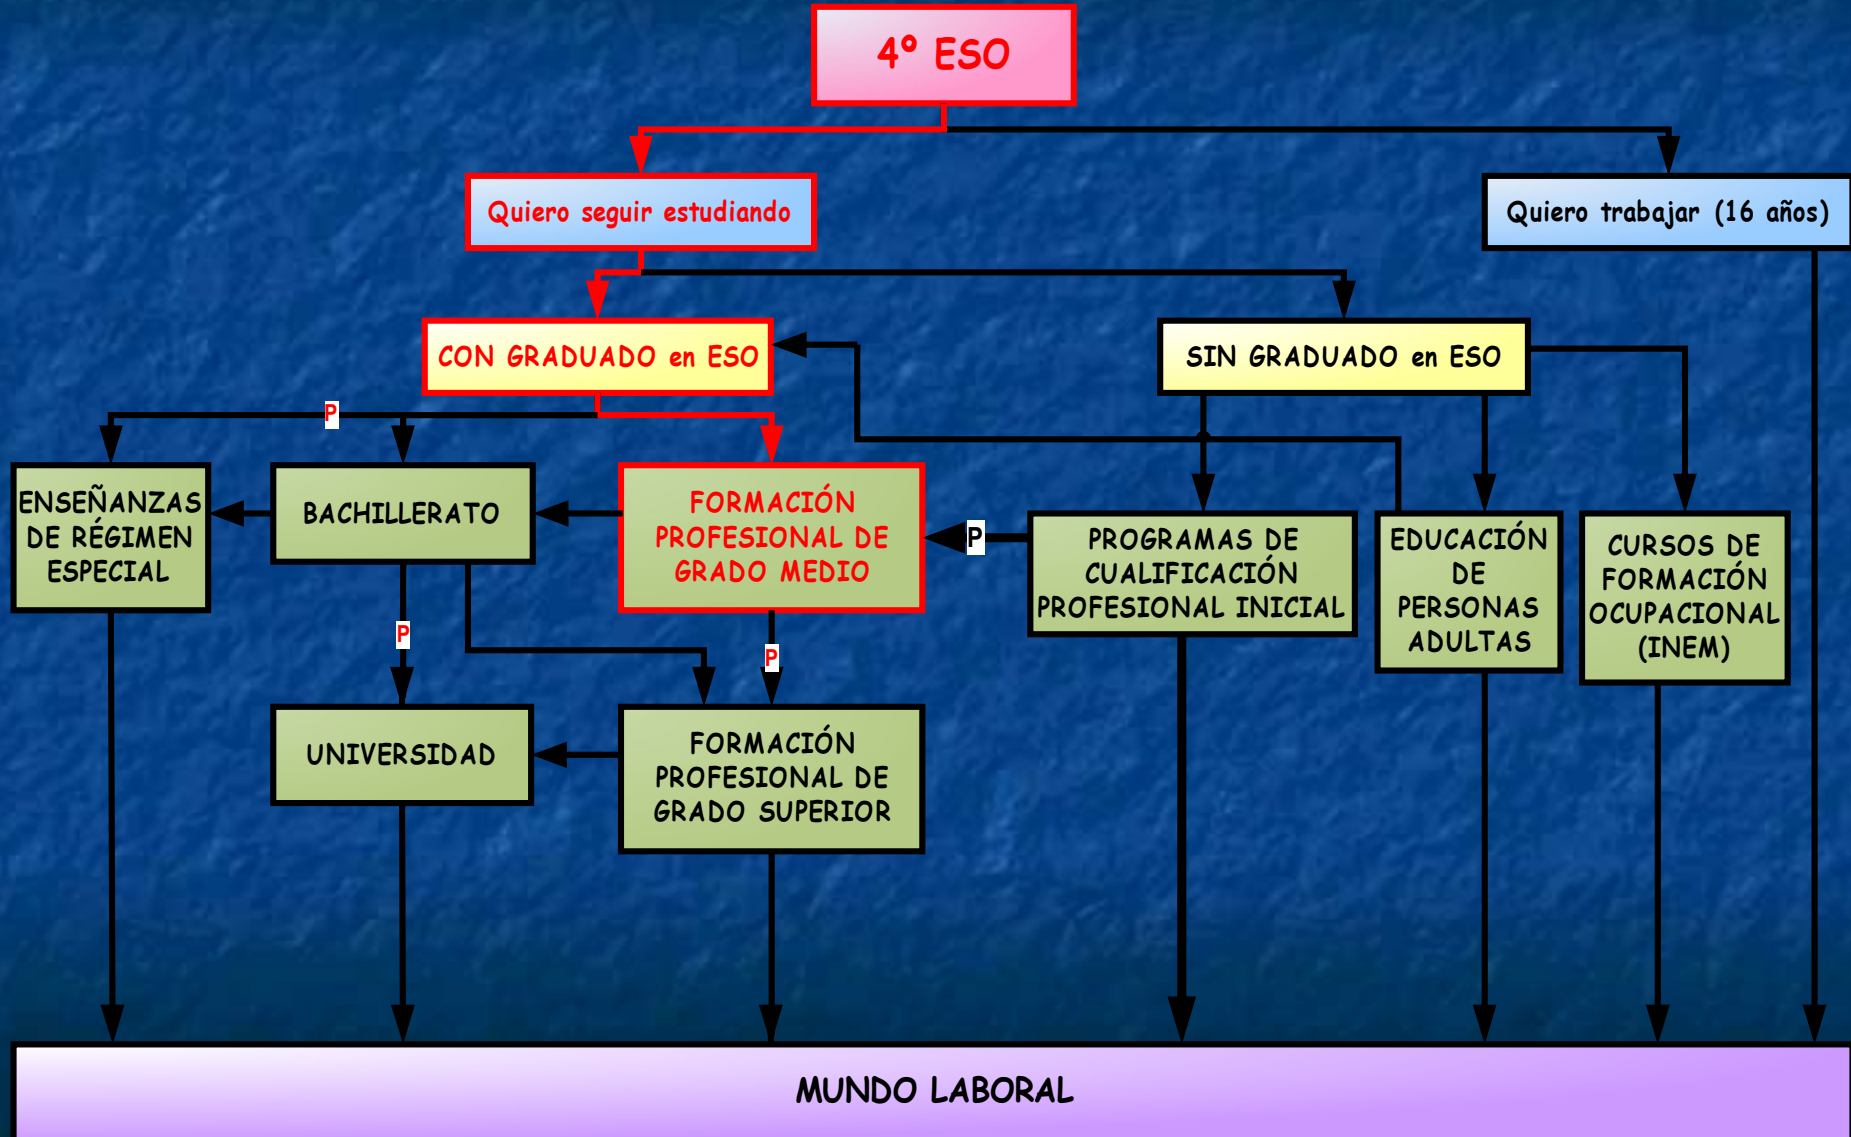 4º ESO
Quiero seguir estudiando
Quiero trabajar (16 años)
CON GRADUADO en ESO
SIN GRADUADO en ESO
P
ENSEÑANZAS
DE RÉGIMEN
ESPECIAL
BACHILLERATO
FORMACIÓN
PROFESIONAL DE
GRADO MEDIO
P
PROGRAMAS DE
CUALIFICACIÓN
PROFESIONAL INICIAL
EDUCACIÓN
DE
PERSONAS
ADULTAS
CURSOS DE
FORMACIÓN
OCUPACIONAL
(INEM)
P
P
UNIVERSIDAD
FORMACIÓN
PROFESIONAL DE
GRADO SUPERIOR
MUNDO LABORAL